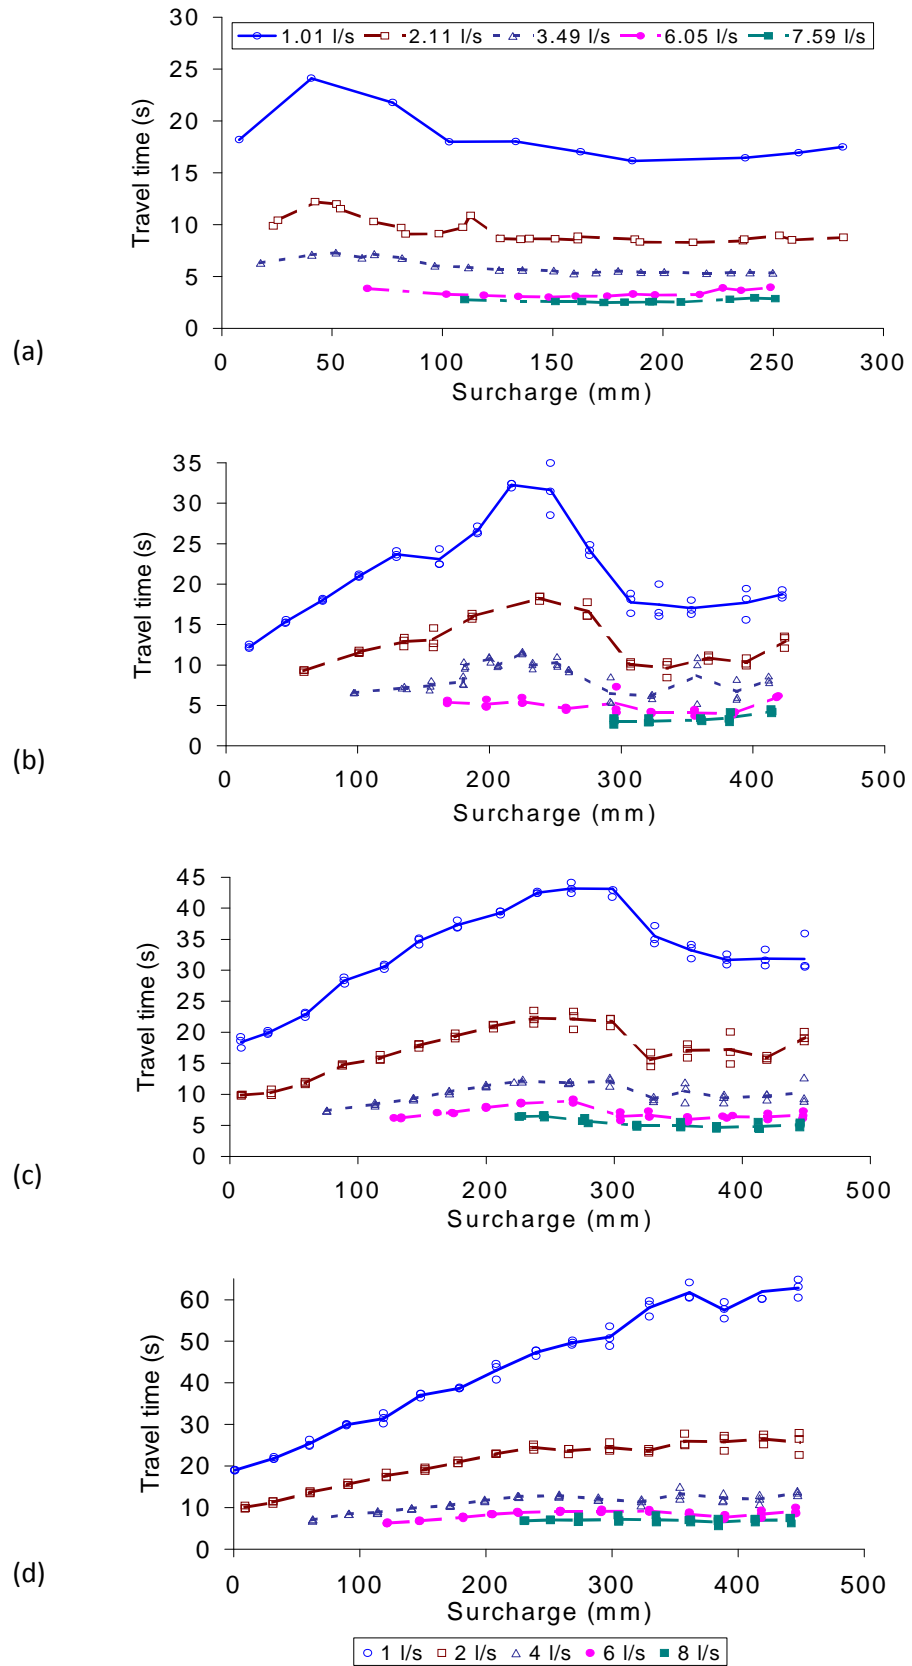 30
1.01 l/s 2.11 l/s 3.49 l/s 6.05 l/s 7.59 l/s
25
20
15
10
5
0
Travel time (s)
0 50 100 150 200 250 300
Surcharge (mm)
(a)
35
30
25
20
15
10
5
0
Travel time (s)
0 100 200 300 400 500
Surcharge (mm)
(b)
45
40
35
30
25
20
15
10
5
0
Travel time (s)
0 100 200 300 400 500
Surcharge (mm)
(c)
60
50
40
30
20
10
0
Travel time (s)
0 100 200 300 400 500
Surcharge (mm)
(d)
1 l/s 2 l/s 4 l/s 6 l/s 8 l/s